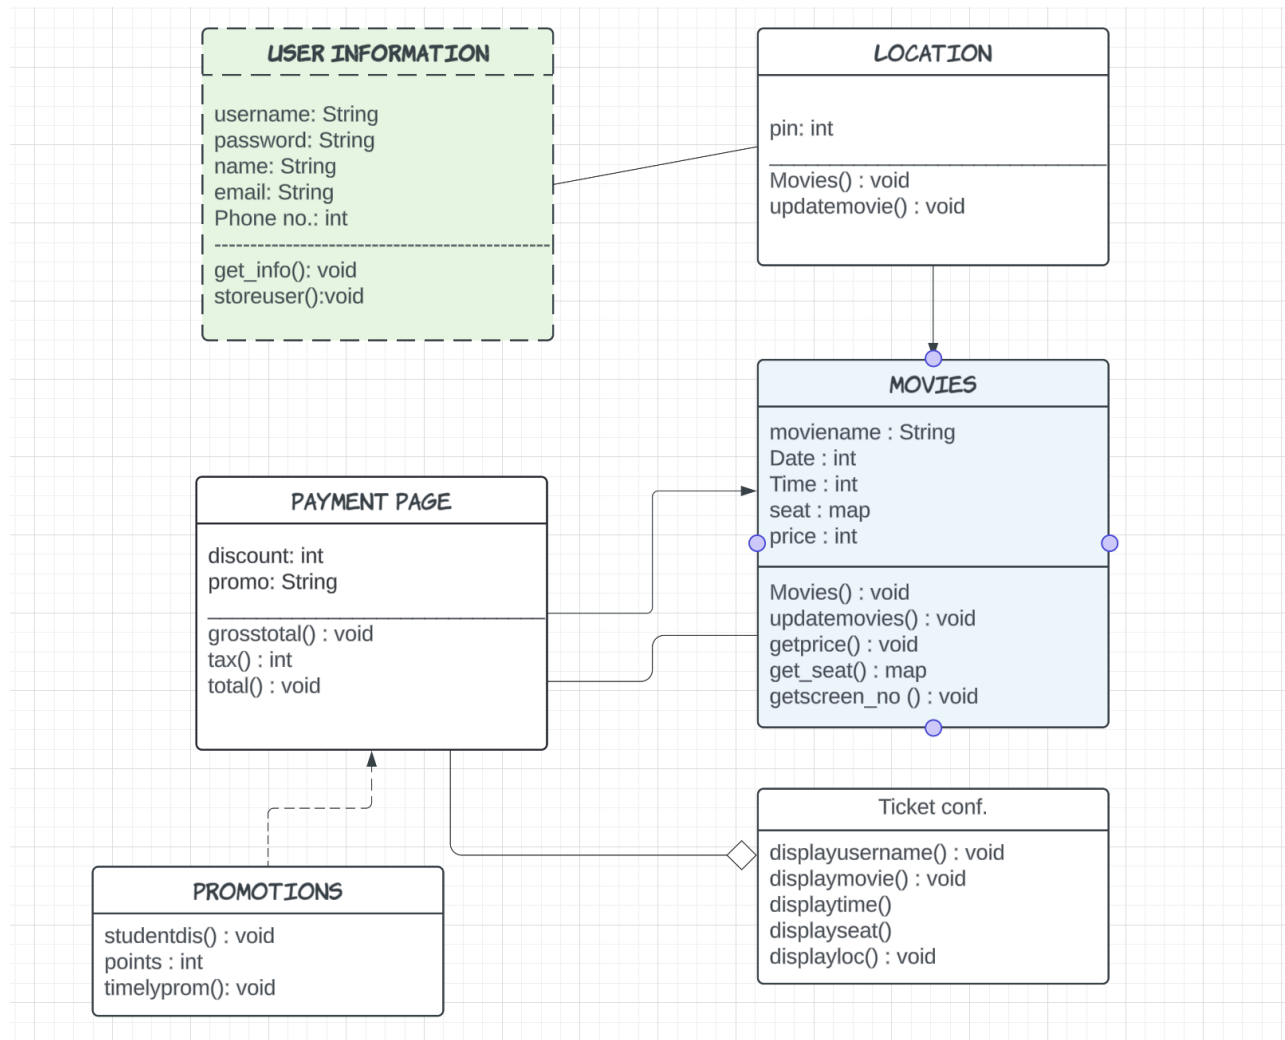 USER INFORMATION
username: String
password: String
name: String
email: String
Phone no.: int
get_info(): void
storeuser():void
LOCATION
pin: int
Movies() : void
updatemovie() : void
MOVIES
moviename : String
Date : int
Time : int
seat : map
price : int
Movies() : void
updatemovies() : void
getprice() : void
get_seat() : map
getscreen_no () : void
PAYMENT PAGE
discount: int
promo: String
grosstotal() : void
tax() : int
total() : void
Ticket conf.
displayusername() : void
displaymovie() : void
displaytime()
displayseat()
displayloc() : void
PROMOTIONS
studentdis() : void
points : int
timelyprom(): void